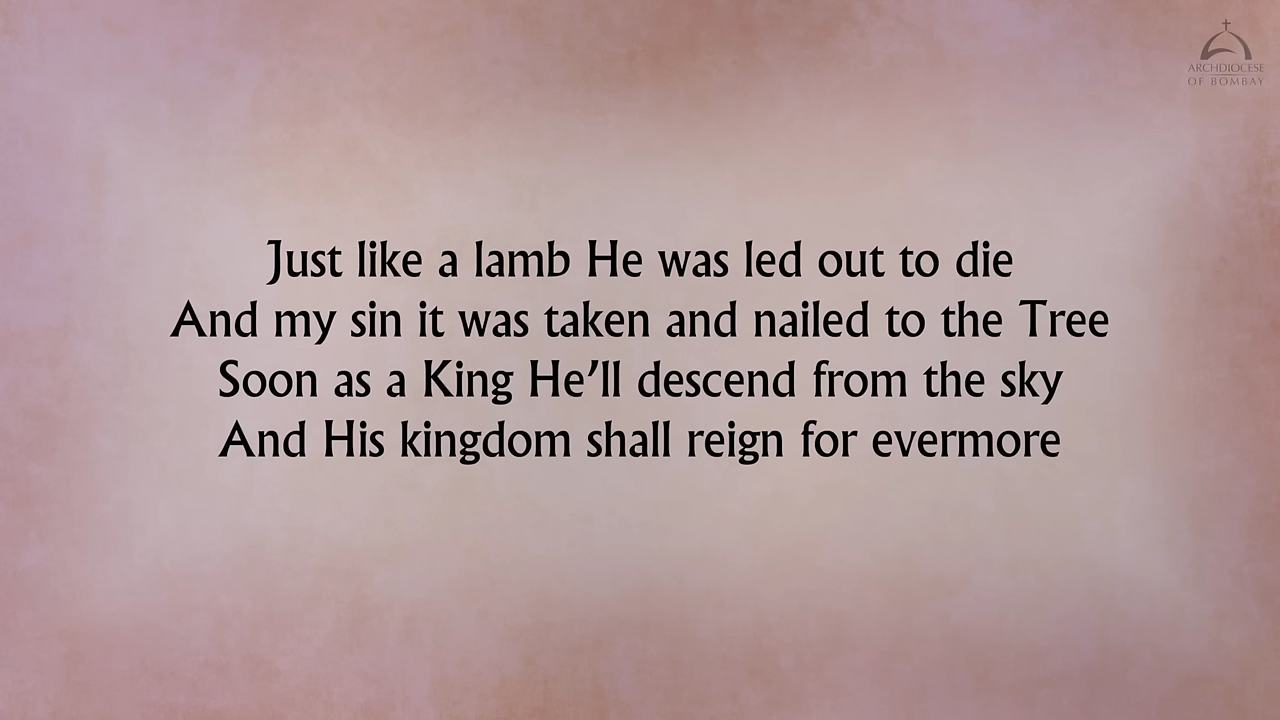 ARCHDIOCESE
OF BOMBAY
Just like a lamb He was led out to die
And my sin it was taken and nailed to the Tree
Soon as a King He’ll descend from the sky
And His kingdom shall reign for evermore